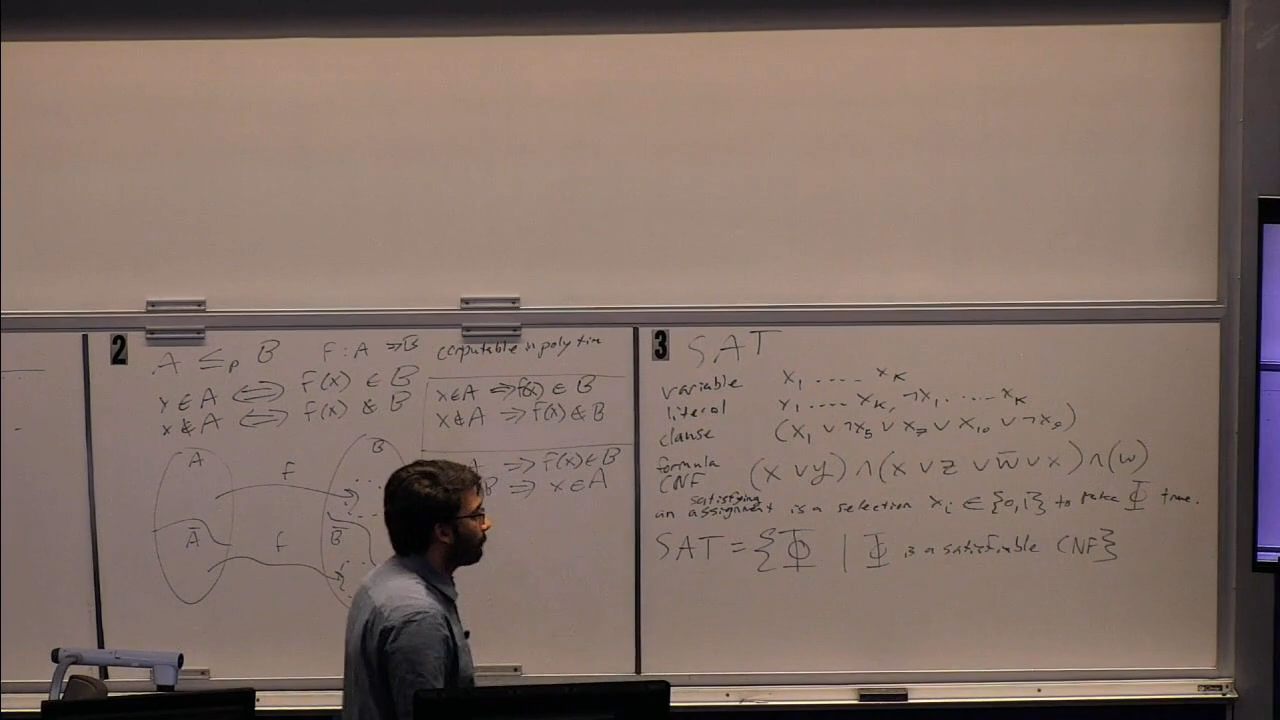 2
A ≤p B F : A → B computable in poly time
x ∈ A ⟺ f(x) ∈ B
x ∉ A ⟺ f(x) ∉ B
x ∈ A ⇒ f(x) ∈ B
x ∉ A ⇒ f(x) ∉ B
A ⇒ f(x) ∈ B
B ⇒ x ∈ A
A f B
Ā f B̄
3 SAT
variable x1 ..... xK
literal x1 ..... xK, ¬x1 ..... xK
clause (x1 ∨ ¬x5 ∨ x7 ∨ x10 ∨ ¬x9)
formula
CNF (x ∨ y) ∧ (x ∨ z ∨ w̄ ∨ x) ∧ (w)
satisfying
an assignment is a selection xi ∈ {0,1} to make Φ true.
SAT = {Φ | Φ is a satisfiable CNF}